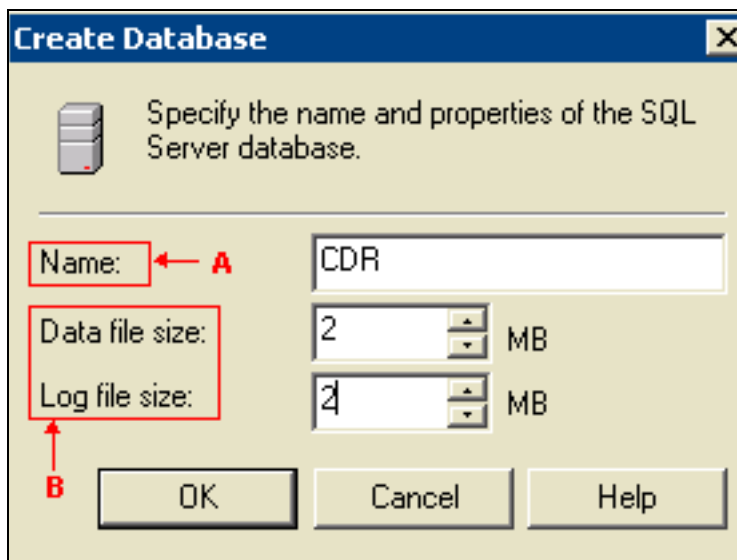 Create Database
Specify the name and properties of the SQL
Server database.
Name:
A
CDR
Data file size:
2
MB
Log file size:
2
MB
B
OK
Cancel
Help